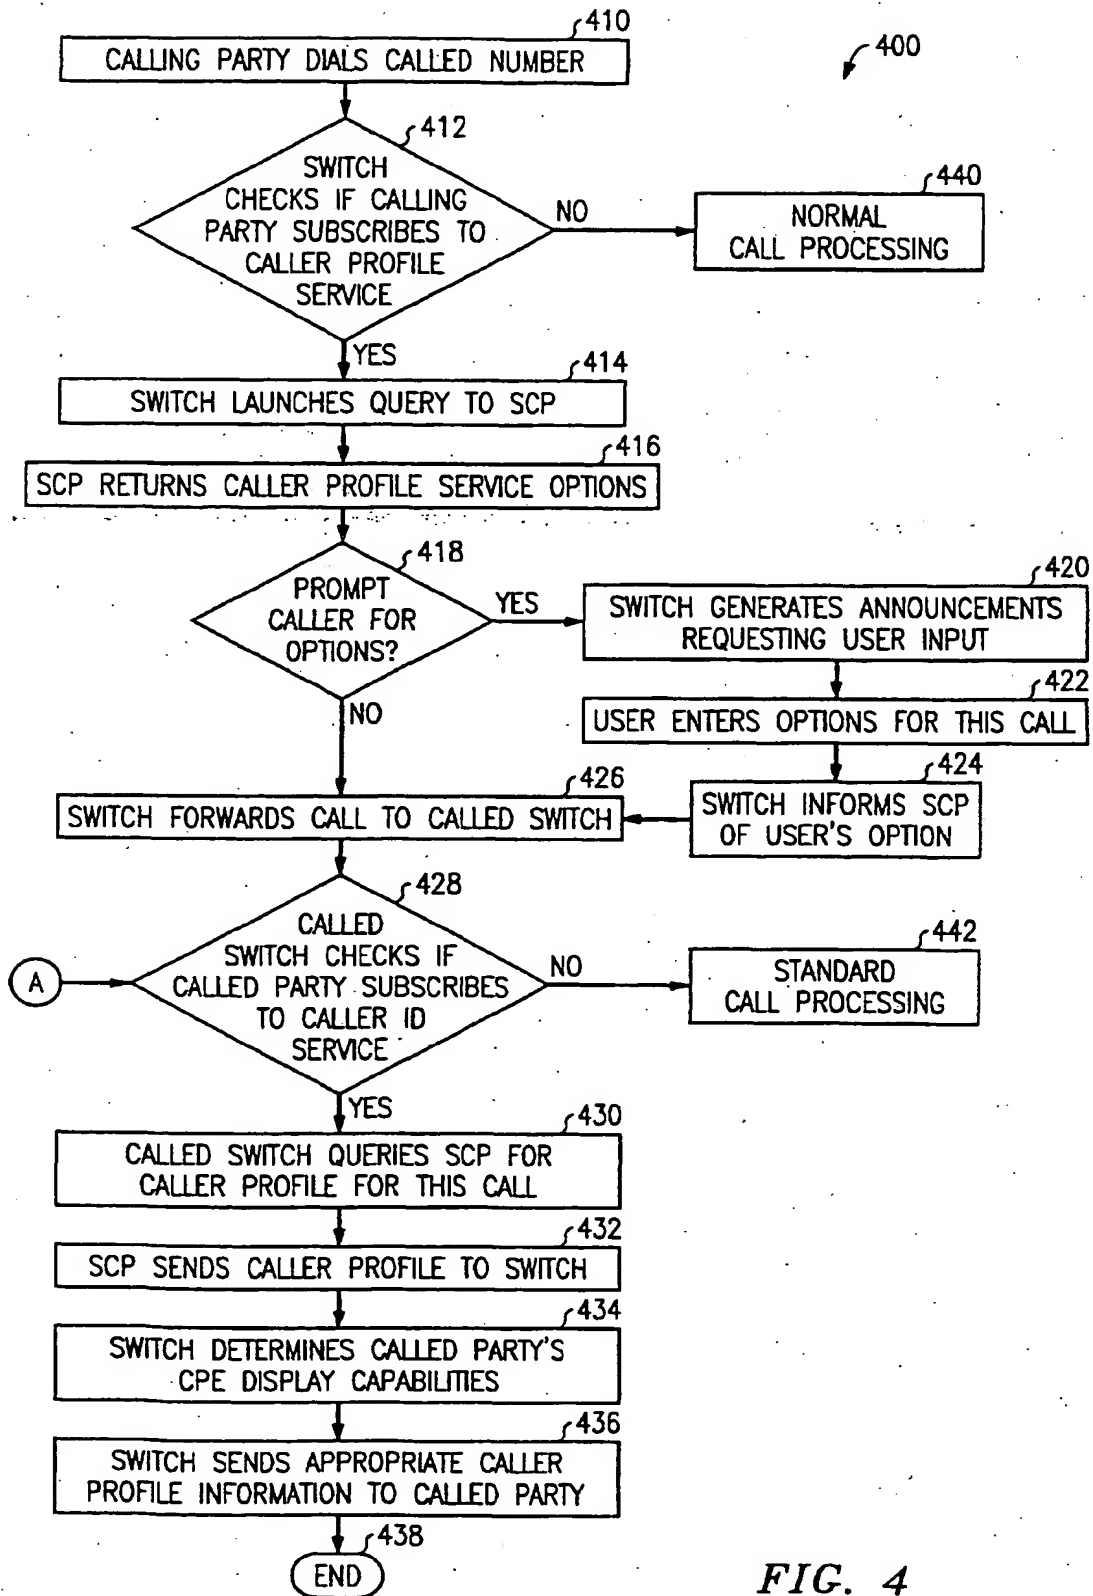 410
CALLING PARTY DIALS CALLED NUMBER
400
412
SWITCH
CHECKS IF CALLING
PARTY SUBSCRIBES TO
CALLER PROFILE
SERVICE
NO
440
NORMAL
CALL PROCESSING
YES
414
SWITCH LAUNCHES QUERY TO SCP
416
SCP RETURNS CALLER PROFILE SERVICE OPTIONS
418
PROMPT
CALLER FOR
OPTIONS?
YES
420
SWITCH GENERATES ANNOUNCEMENTS
REQUESTING USER INPUT
422
USER ENTERS OPTIONS FOR THIS CALL
NO
424
SWITCH INFORMS SCP
OF USER'S OPTION
426
SWITCH FORWARDS CALL TO CALLED SWITCH
428
CALLED
SWITCH CHECKS IF
CALLED PARTY SUBSCRIBES
TO CALLER ID
SERVICE
A
NO
442
STANDARD
CALL PROCESSING
YES
430
CALLED SWITCH QUERIES SCP FOR
CALLER PROFILE FOR THIS CALL
432
SCP SENDS CALLER PROFILE TO SWITCH
434
SWITCH DETERMINES CALLED PARTY'S
CPE DISPLAY CAPABILITIES
436
SWITCH SENDS APPROPRIATE CALLER
PROFILE INFORMATION TO CALLED PARTY
438
END
FIG. 4